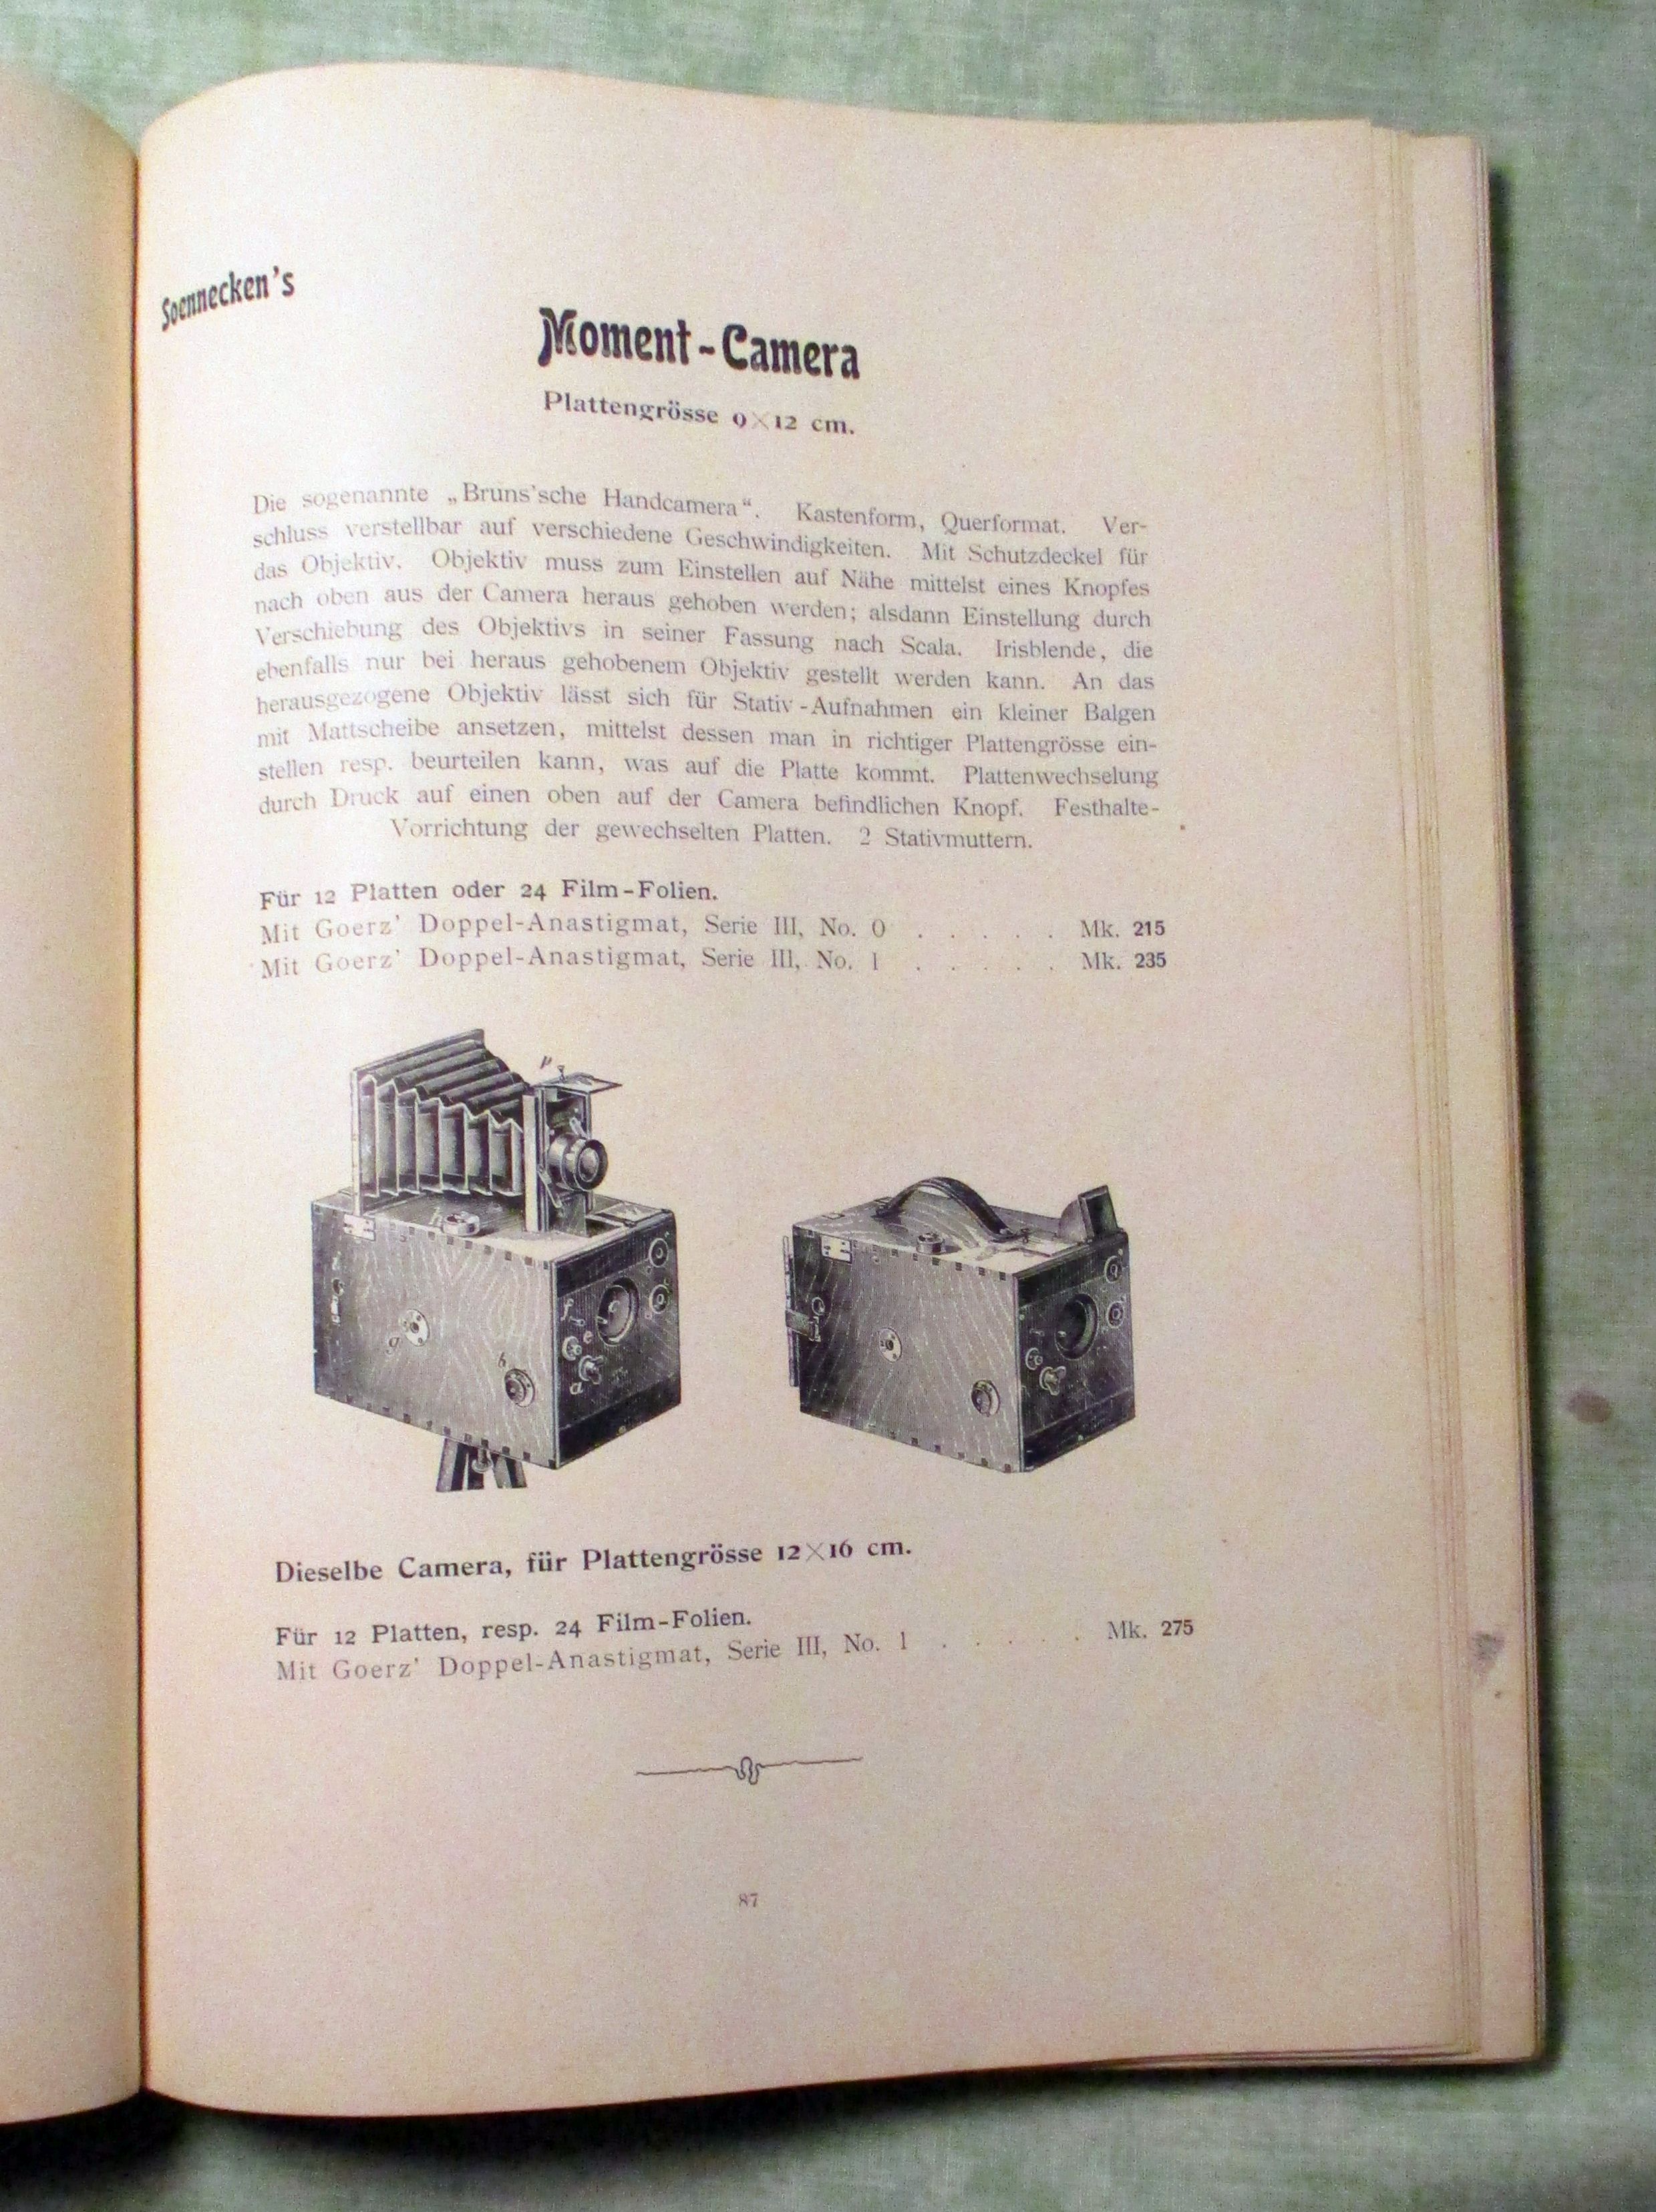 Soennecken's
Moment-Camera
Plattengrösse 9×12 cm.
Die sogenannte „Bruns'sche Handcamera“. Kastenform, Querformat. Ver-
schluss verstellbar auf verschiedene Geschwindigkeiten. Mit Schutzdeckel für
das Objektiv. Objektiv muss zum Einstellen auf Nähe mittelst eines Knopfes
nach oben aus der Camera heraus gehoben werden; alsdann Einstellung durch
Verschiebung des Objektivs in seiner Fassung nach Scala. Irisblende, die
ebenfalls nur bei heraus gehobenem Objektiv gestellt werden kann. An das
herausgezogene Objektiv lässt sich für Stativ-Aufnahmen ein kleiner Balgen
mit Mattscheibe ansetzen, mittelst dessen man in richtiger Plattengrösse ein-
stellen resp. beurteilen kann, was auf die Platte kommt. Plattenwechselung
durch Druck auf einen oben auf der Camera befindlichen Knopf. Festhalte-
Vorrichtung der gewechselten Platten. 2 Stativmuttern.
Für 12 Platten oder 24 Film-Folien.
Mit Goerz' Doppel-Anastigmat, Serie III, No. 0 . . . . . Mk. 215
Mit Goerz' Doppel-Anastigmat, Serie III, No. 1 . . . . . Mk. 235
p
h
f
g
e
b
a
Dieselbe Camera, für Plattengrösse 12×16 cm.
Für 12 Platten, resp. 24 Film-Folien.
Mit Goerz' Doppel-Anastigmat, Serie III, No. 1 . . . . . Mk. 275
87